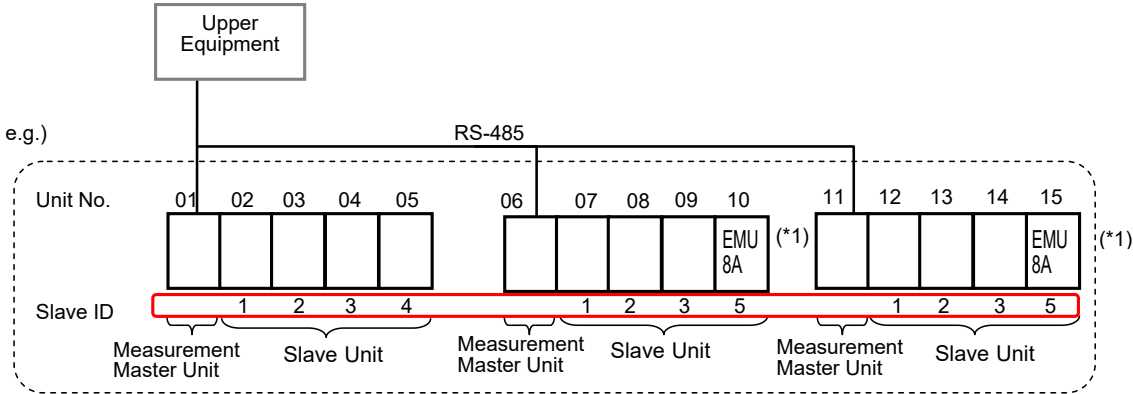 Upper
Equipment
e.g.)
RS-485
Unit No. 01 02 03 04 05 06 07 08 09 10 11 12 13 14 15
EMU
8A
(*1)
EMU
8A
(*1)
Slave ID 1 2 3 4 1 2 3 5 1 2 3 5
Measurement
Master Unit
Slave Unit
Measurement
Master Unit
Slave Unit
Measurement
Master Unit
Slave Unit